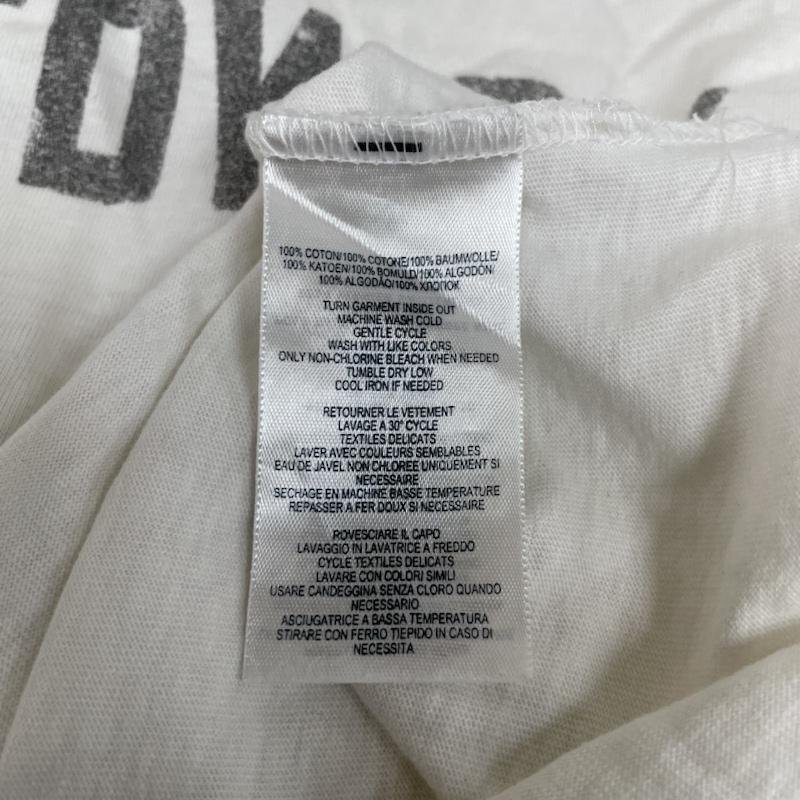 100% COTON/100% COTONE/100% BAUMWOLLE/
100% KATOEN/100% BOMULD/100% ALGODÓN/
100% ALGODÃO/100% ХЛОПОК
TURN GARMENT INSIDE OUT
MACHINE WASH COLD
GENTLE CYCLE
WASH WITH LIKE COLORS
ONLY NON-CHLORINE BLEACH WHEN NEEDED
TUMBLE DRY LOW
COOL IRON IF NEEDED
RETOURNER LE VETEMENT
LAVAGE A 30° CYCLE
TEXTILES DELICATS
LAVER AVEC COULEURS SEMBLABLES
EAU DE JAVEL NON CHLOREE UNIQUEMENT SI
NECESSAIRE
SECHAGE EN MACHINE BASSE TEMPERATURE
REPASSER A FER DOUX SI NECESSAIRE
ROVESCIARE IL CAPO
LAVAGGIO IN LAVATRICE A FREDDO
CYCLE TEXTILES DELICATS
LAVARE CON COLORI SIMILI
USARE CANDEGGINA SENZA CLORO QUANDO
NECESSARIO
ASCIUGATRICE A BASSA TEMPERATURA
STIRARE CON FERRO TIEPIDO IN CASO DI
NECESSITA